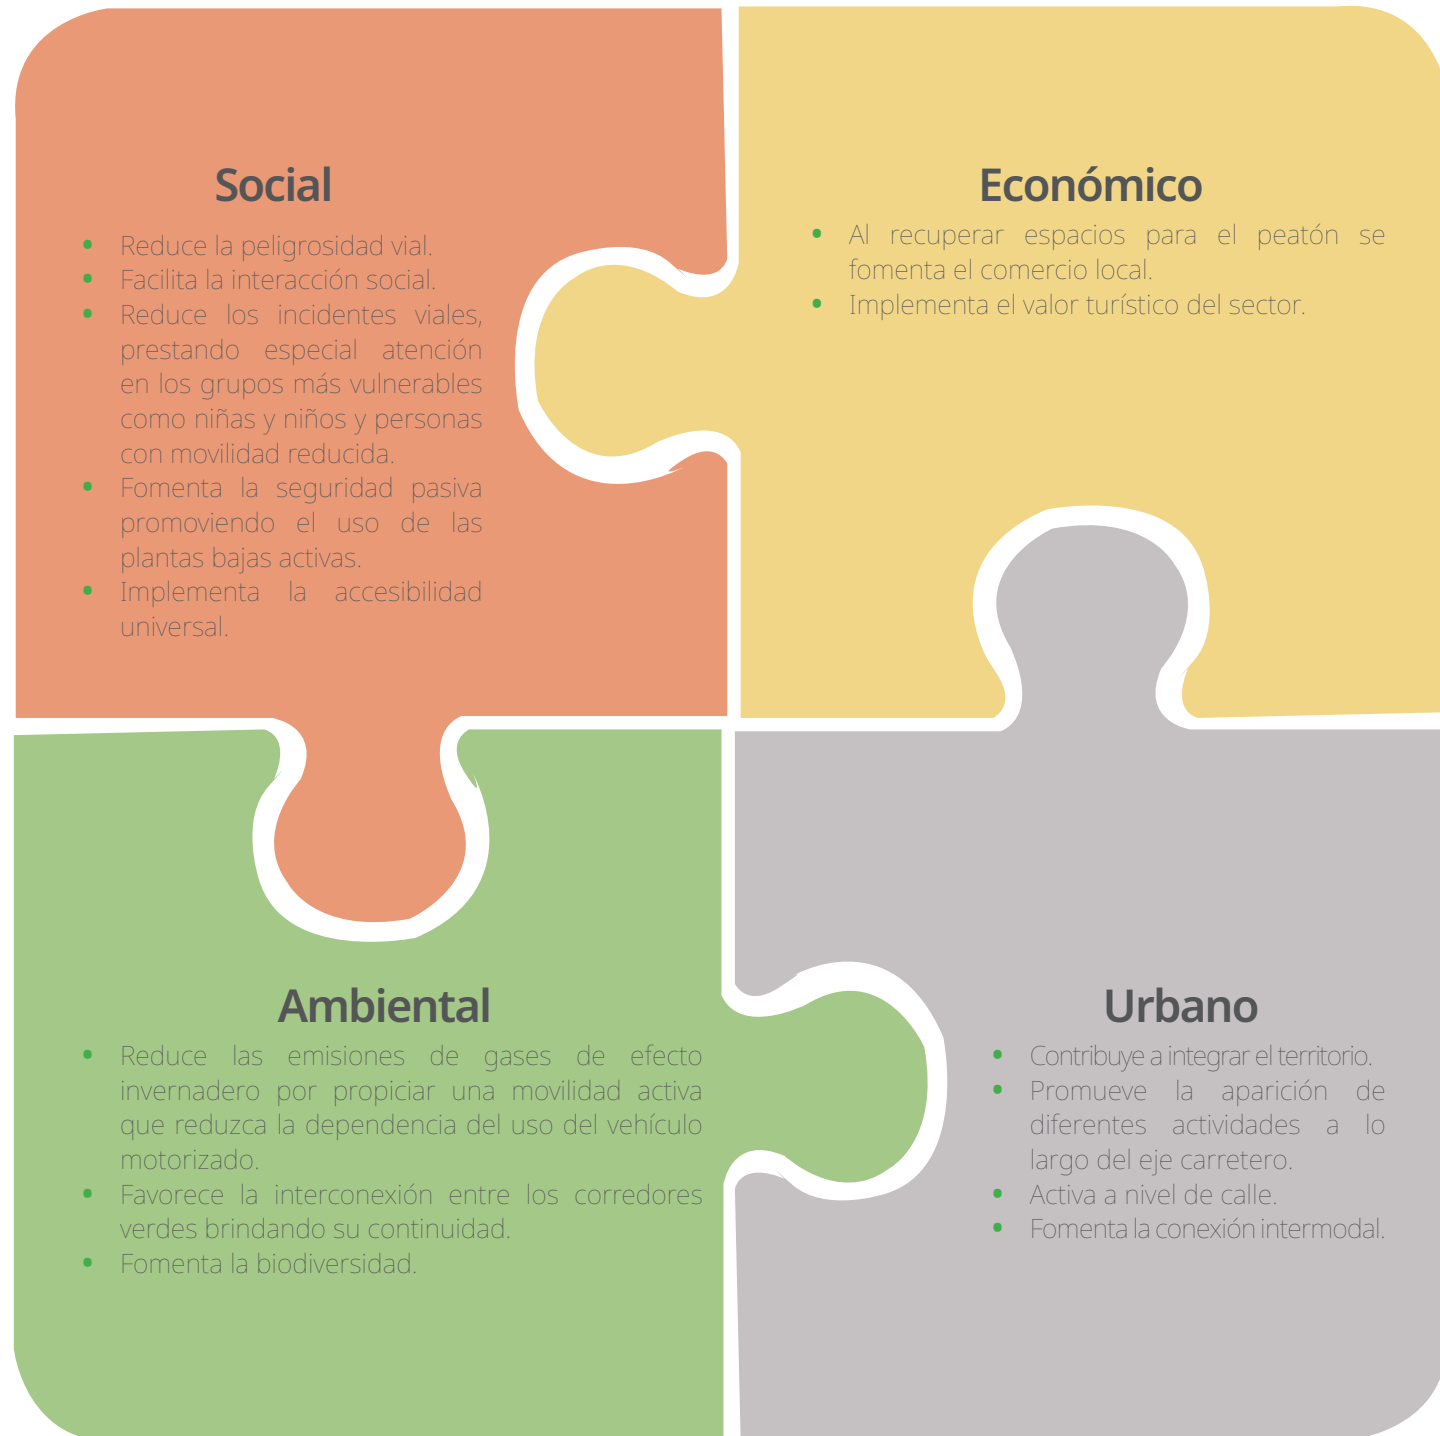 Social
• Reduce la peligrosidad vial.
• Facilita la interacción social.
• Reduce los incidentes viales,
prestando especial atención
en los grupos más vulnerables
como niñas y niños y personas
con movilidad reducida.
• Fomenta la seguridad pasiva
promoviendo el uso de las
plantas bajas activas.
• Implementa la accesibilidad
universal.
Económico
• Al recuperar espacios para el peatón se
fomenta el comercio local.
• Implementa el valor turístico del sector.
Ambiental
• Reduce las emisiones de gases de efecto
invernadero por propiciar una movilidad activa
que reduzca la dependencia del uso del vehículo
motorizado.
• Favorece la interconexión entre los corredores
verdes brindando su continuidad.
• Fomenta la biodiversidad.
Urbano
• Contribuye a integrar el territorio.
• Promueve la aparición de
diferentes actividades a lo
largo del eje carretero.
• Activa a nivel de calle.
• Fomenta la conexión intermodal.